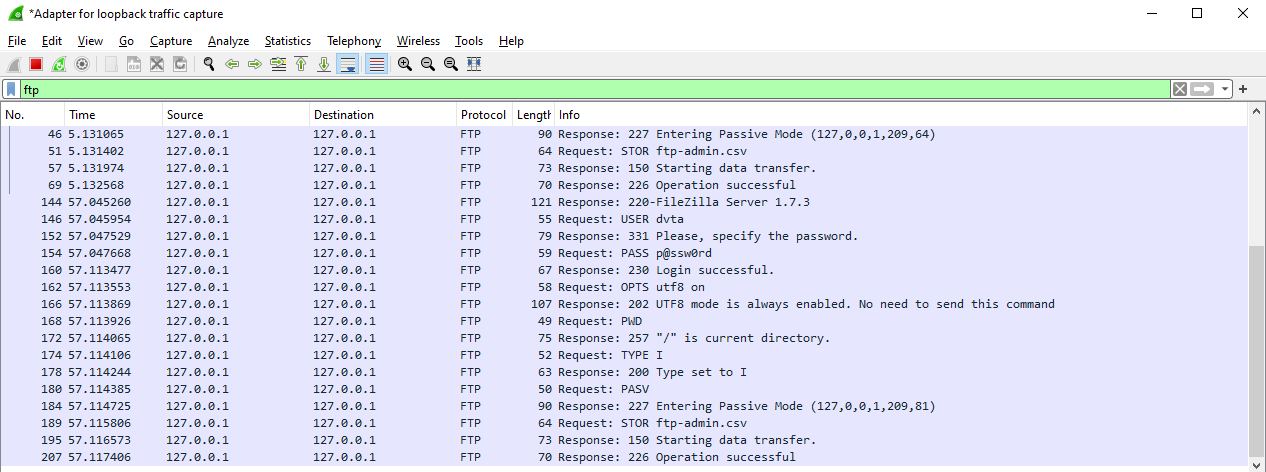 *Adapter for loopback traffic capture
File Edit View Go Capture Analyze Statistics Telephony Wireless Tools Help
ftp
No. Time Source Destination Protocol Length Info
46 5.131065 127.0.0.1 127.0.0.1 FTP 90 Response: 227 Entering Passive Mode (127,0,0,1,209,64)
51 5.131402 127.0.0.1 127.0.0.1 FTP 64 Request: STOR ftp-admin.csv
57 5.131974 127.0.0.1 127.0.0.1 FTP 73 Response: 150 Starting data transfer.
69 5.132568 127.0.0.1 127.0.0.1 FTP 70 Response: 226 Operation successful
144 57.045260 127.0.0.1 127.0.0.1 FTP 121 Response: 220-FileZilla Server 1.7.3
146 57.045954 127.0.0.1 127.0.0.1 FTP 55 Request: USER dvta
152 57.047529 127.0.0.1 127.0.0.1 FTP 79 Response: 331 Please, specify the password.
154 57.047668 127.0.0.1 127.0.0.1 FTP 59 Request: PASS p@ssw0rd
160 57.113477 127.0.0.1 127.0.0.1 FTP 67 Response: 230 Login successful.
162 57.113553 127.0.0.1 127.0.0.1 FTP 58 Request: OPTS utf8 on
166 57.113869 127.0.0.1 127.0.0.1 FTP 107 Response: 202 UTF8 mode is always enabled. No need to send this command
168 57.113926 127.0.0.1 127.0.0.1 FTP 49 Request: PWD
172 57.114065 127.0.0.1 127.0.0.1 FTP 75 Response: 257 "/" is current directory.
174 57.114106 127.0.0.1 127.0.0.1 FTP 52 Request: TYPE I
178 57.114244 127.0.0.1 127.0.0.1 FTP 63 Response: 200 Type set to I
180 57.114385 127.0.0.1 127.0.0.1 FTP 50 Request: PASV
184 57.114725 127.0.0.1 127.0.0.1 FTP 90 Response: 227 Entering Passive Mode (127,0,0,1,209,81)
189 57.115806 127.0.0.1 127.0.0.1 FTP 64 Request: STOR ftp-admin.csv
195 57.116573 127.0.0.1 127.0.0.1 FTP 73 Response: 150 Starting data transfer.
207 57.117406 127.0.0.1 127.0.0.1 FTP 70 Response: 226 Operation successful